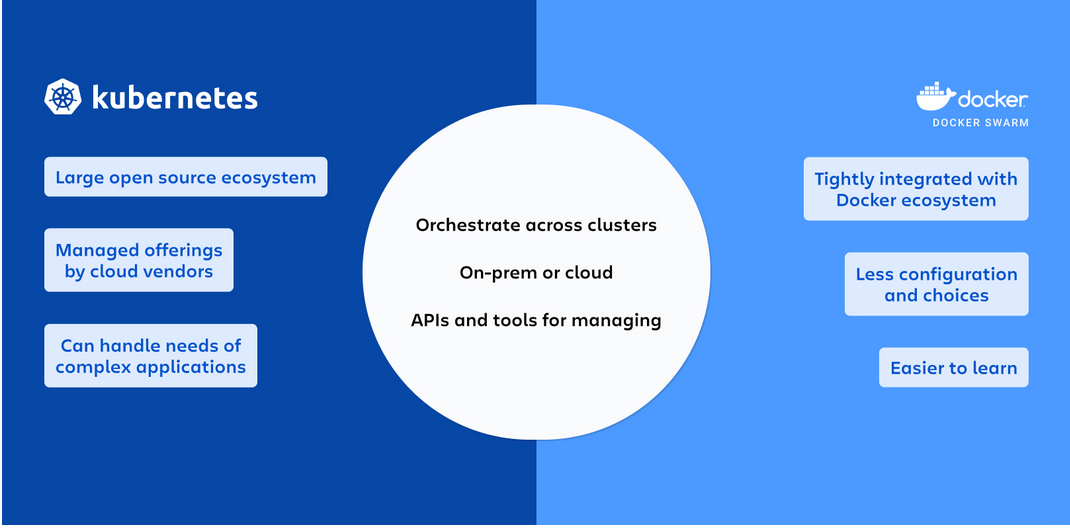 kubernetes
Large open source ecosystem
Managed offerings
by cloud vendors
Can handle needs of
complex applications
Orchestrate across clusters
On-prem or cloud
APIs and tools for managing
docker
DOCKER SWARM
Tightly integrated with
Docker ecosystem
Less configuration
and choices
Easier to learn